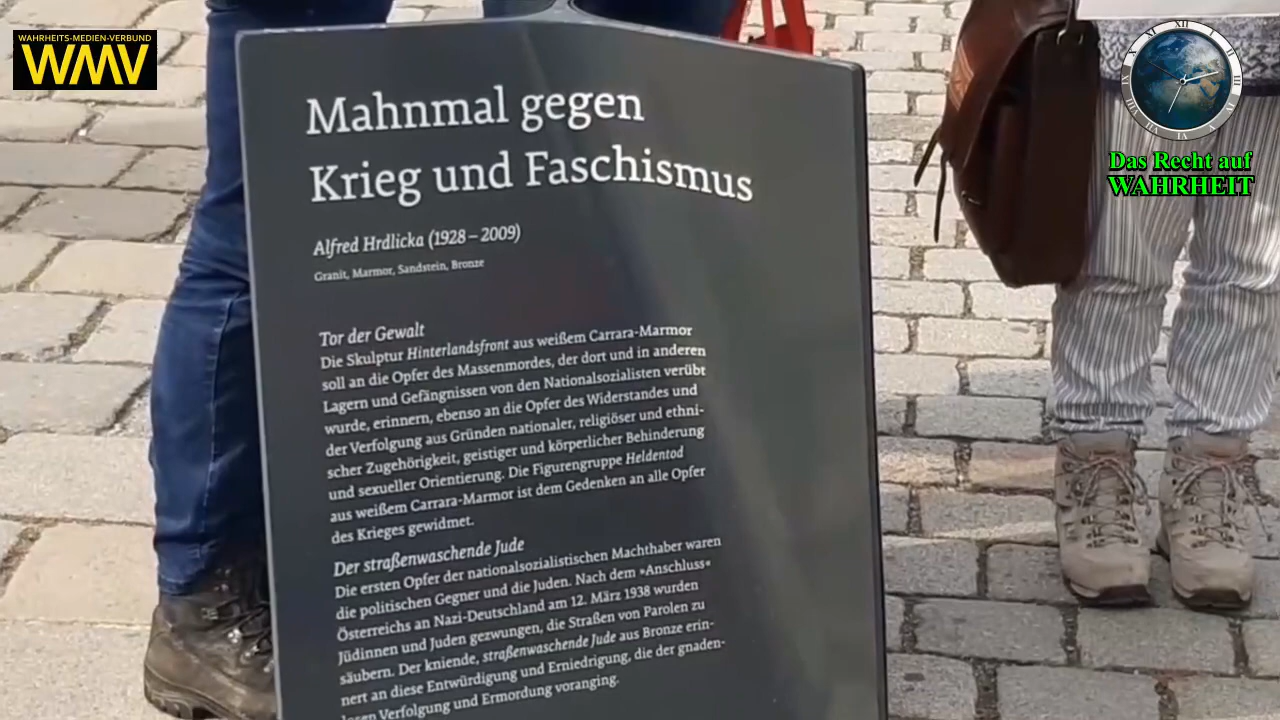 WAHRHEITS-MEDIEN-VERBUND
WMV
Das Recht auf
WAHRHEIT
Mahnmal gegen
Krieg und Faschismus
Alfred Hrdlicka (1928 – 2009)
Granit, Marmor, Sandstein, Bronze
Tor der Gewalt
Die Skulptur Hinterlandsfront aus weißem Carrara-Marmor
soll an die Opfer des Massenmordes, der dort und in anderen
Lagern und Gefängnissen von den Nationalsozialisten verübt
wurde, erinnern, ebenso an die Opfer des Widerstandes und
der Verfolgung aus Gründen nationaler, religiöser und ethni-
scher Zugehörigkeit, geistiger und körperlicher Behinderung
und sexueller Orientierung. Die Figurengruppe Heldentod
aus weißem Carrara-Marmor ist dem Gedenken an alle Opfer
des Krieges gewidmet.
Der straßenwaschende Jude
Die ersten Opfer der nationalsozialistischen Machthaber waren
die politischen Gegner und die Juden. Nach dem »Anschluss«
Österreichs an Nazi-Deutschland am 12. März 1938 wurden
Jüdinnen und Juden gezwungen, die Straßen von Parolen zu
säubern. Der kniende, straßenwaschende Jude aus Bronze erin-
nert an diese Entwürdigung und Erniedrigung, die der gnaden-
losen Verfolgung und Ermordung voranging.